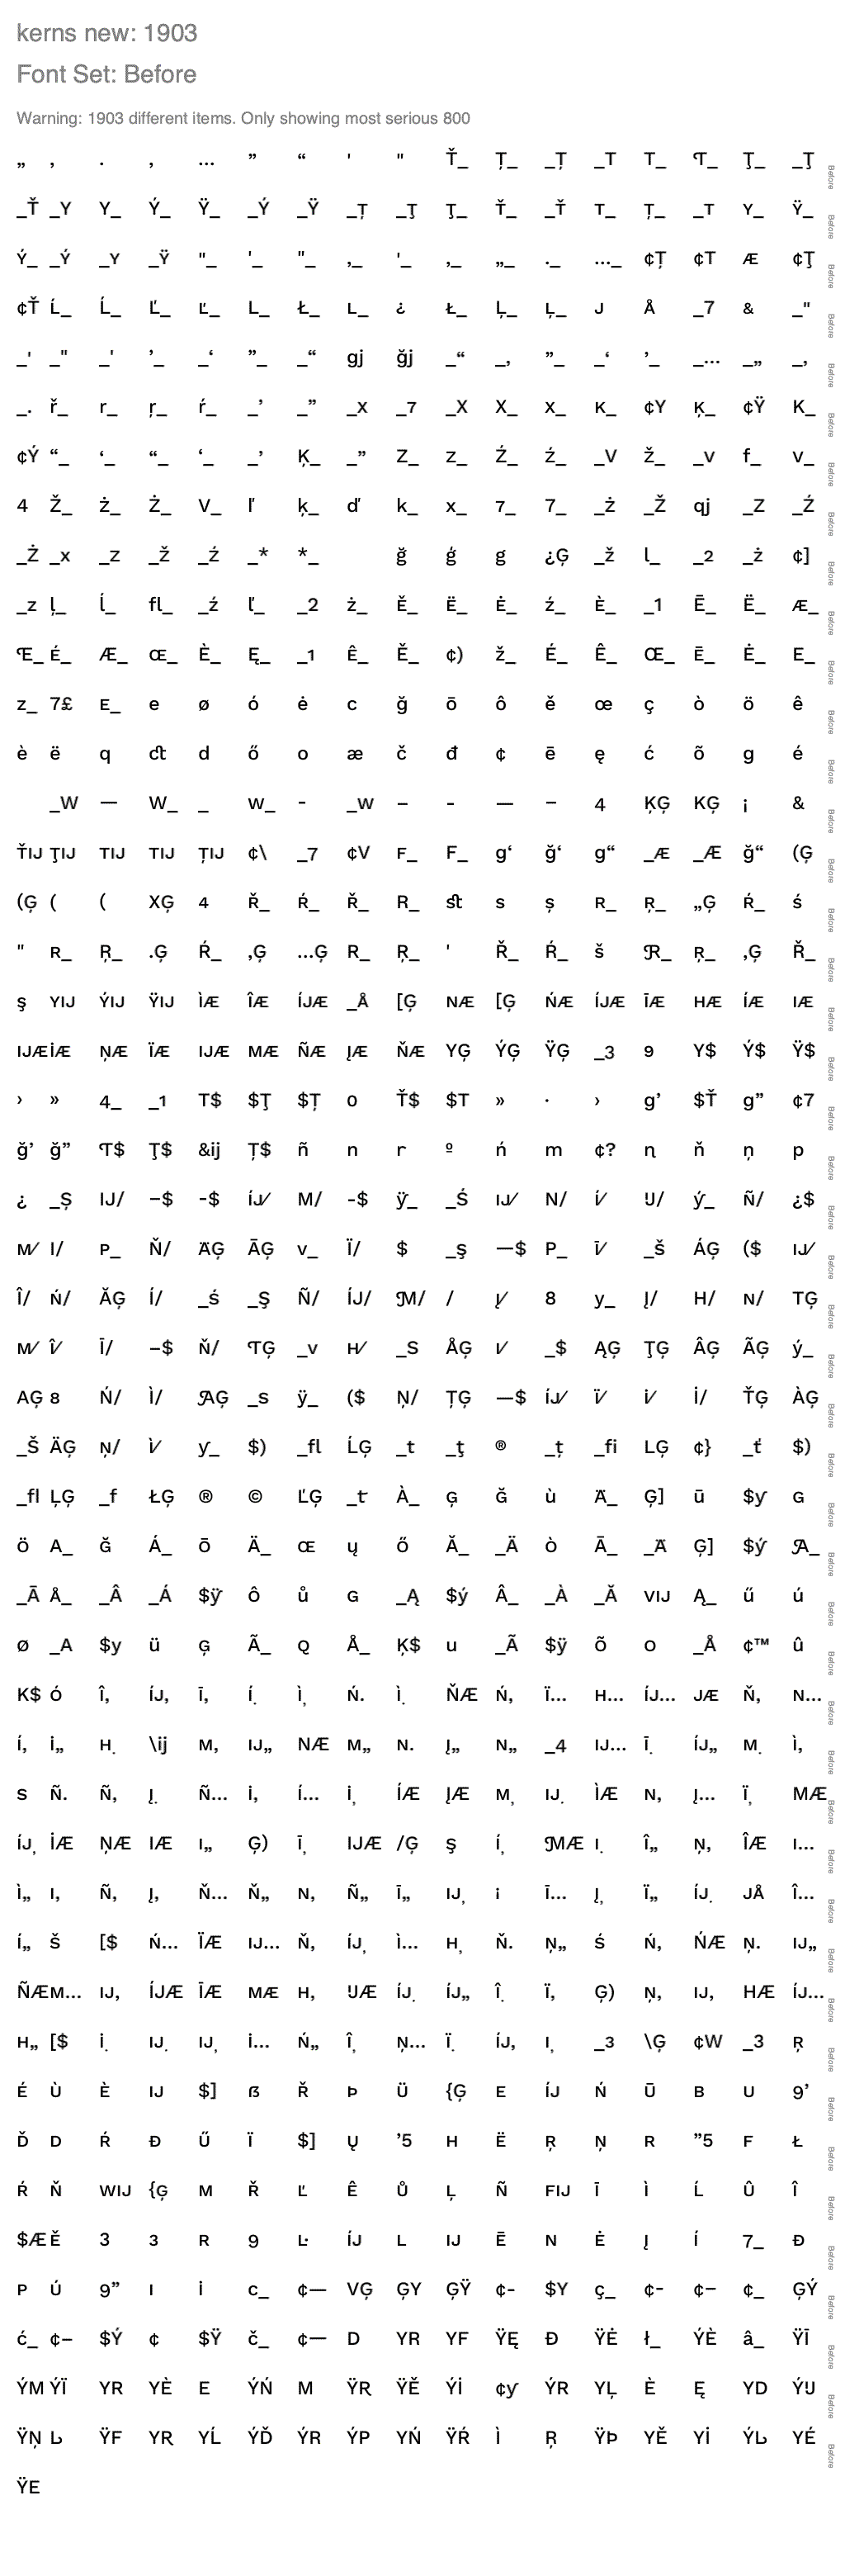 kerns new: 1903
Font Set: Before
Warning: 1903 different items. Only showing most serious 800
„ , . , … ” “ ' " Ť_ Ț_ _Ț _T T_ T_ Ţ_ _Ţ Before
_Ť _Y Y_ Ý_ Ÿ_ _Ý _Ÿ _Ț _Ţ Ţ_ Ť_ _Ť T_ Ț_ _T Y_ Ÿ_ Before
Ý_ _Ý _Y _Ÿ "_ '_ "_ ,_ '_ ,_ „_ ._ …_ ¢Ț ¢T Æ ¢Ţ Before
¢Ť Ĺ_ Ĺ_ Ľ_ Ľ_ L_ Ł_ L_ ¿ Ł_ Ļ_ Ļ_ J Å _7 & _" Before
_' _" _' ’_ _‘ ”_ _“ gj ğj _“ _, ”_ _‘ ’_ _… _„ _, Before
_. ř_ r_ ŗ_ ŕ_ _’ _” _X _7 _X X_ X_ K_ ¢Y Ķ_ ¢Ÿ K_ Before
¢Ý “_ ‘_ “_ ‘_ _’ Ķ_ _” Z_ z_ Ź_ ź_ _V ž_ _v f_ v_ Before
4 Ž_ ż_ Ż_ V_ ľ ķ_ ď k_ x_ 7_ 7_ _ż _Ž qj _Z _Ź Before
_Ż _x _z _ž _ź _* *_ ğ ģ g ¿Ģ _ž l_ _2 _ż ¢] Before
_z ļ_ ĺ_ fl_ _ź ľ_ _2 ż_ Ě_ Ë_ Ė_ ź_ È_ _1 Ē_ Ë_ Æ_ Before
Œ_ É_ Æ_ Œ_ È_ Ę_ _1 Ê_ Ě_ ¢) ž_ É_ Ê_ Œ_ Ē_ Ė_ E_ Before
z_ 7£ E_ e ø ó ė c ğ ō ô ě œ ç ò ö ê Before
è ë q ct d ő o æ č đ ¢ ē ę ć õ g é Before
_W — W_ _ w_ - _w – - — – 4 ĶĢ KĢ ¡ & Before
ŤIJ ŢIJ TIJ TIJ ȚIJ ¢\ _7 ¢V F_ F_ g‘ ğ‘ g“ _Æ _Æ ğ“ (Ģ Before
(Ģ ( ( XĢ 4 Ř_ Ŕ_ Ř_ R_ st s ș R_ Ŗ_ „Ģ Ŕ_ ś Before
" R_ Ŗ_ .Ģ Ŕ_ ,Ģ …Ģ R_ Ŗ_ ' Ř_ Ŕ_ š R_ Ŗ_ ,Ģ Ř_ Before
ş YIJ ÝIJ ŸIJ ÌÆ ÎÆ ÍJÆ _Å [Ģ NÆ [Ģ ŃÆ ÍJÆ ĪÆ HÆ ÍÆ IÆ Before
IJÆ İÆ ŅÆ ÏÆ IJÆ MÆ ÑÆ ĮÆ ŇÆ YĢ ÝĢ ŸĢ _3 9 Y$ Ý$ Ÿ$ Before
› » 4_ _1 T$ $Ţ $Ț 0 Ť$ $T » · › g’ $Ť g” ¢7 Before
ğ’ ğ” T$ Ţ$ &ij Ț$ ñ n r º ń m ¢? n ň ņ p Before
¿ _Ș IJ/ –$ -$ ÍJ⁄ M/ -$ ÿ_ _Ś IJ⁄ N/ Í⁄ IJ/ ý_ Ñ/ ¿$ Before
M⁄ I/ P_ Ň/ ÄĢ ĀĢ v_ Ï/ $ _ş —$ P_ Ī⁄ _š ÁĢ ($ IJ⁄ Before
Î/ Ń/ ĂĢ Í/ _ś _Ş Ñ/ ÍJ/ M/ / Į⁄ 8 y_ Į/ H/ N/ TĢ Before
M⁄ Î⁄ Ī/ –$ Ň/ TĢ _v H⁄ _S ÅĢ I⁄ _$ ĄĢ ŢĢ ÂĢ ÃĢ ý_ Before
AĢ 8 Ń/ Ì/ AĢ _s ÿ_ ($ Ņ/ ȚĢ —$ ÍJ⁄ Ï⁄ İ⁄ İ/ ŤĢ ÀĢ Before
_Š ÄĢ Ņ/ Ì⁄ y_ $) _fl ĹĢ _t _ţ ® _ț _fi LĢ ¢} _ť $) Before
_fl ĻĢ _f ŁĢ ® © ĽĢ _t À_ Ģ Ğ ù Ä_ Ģ] ū $y G Before
Ö A_ Ğ Á_ Ō Ä_ Œ ų Ő Ă_ _Ä Ò Ā_ _Ä Ģ] $ý A_ Before
_Ā Å_ _Â _Á $ÿ Ô ů G _Ą $ý Â_ _À _Ă VIJ Ą_ ű ú Before
Ø _A $y ü Ģ Ã_ Q Å_ Ķ$ u _Ã $ÿ Õ O _Å ¢™ û Before
K$ Ó Î, ÍJ, Ī, Í. Ì, Ń. Ì. ŇÆ Ń, Ï… H… ÍJ… JÆ Ň, N… Before
Í, İ„ H. \ij M, IJ„ NÆ M„ N. Į„ N„ _4 IJ… Ī. ÍJ„ M. Ì, Before
S Ñ. Ñ, Į. Ñ… İ, Í… İ, ÍÆ ĮÆ M, IJ. ÌÆ N, Į… Ï, MÆ Before
ÍJ, İÆ ŅÆ IÆ I„ Ģ) Ī, IJÆ /Ģ Ş Í, MÆ I. Î„ Ņ, ÎÆ I… Before
Ì„ I, Ñ, Į, Ň… Ň„ N, Ñ„ Ī„ IJ, i Ī… Į, Ï„ ÍJ. JÅ Î… Before
Í„ Š [$ Ń… ÏÆ IJ… Ň, ÍJ, Ì… H, Ň. Ņ„ Ś Ń, ŃÆ Ņ. IJ„ Before
ÑÆ M… IJ, ÍJÆ ĪÆ MÆ H, IJÆ ÍJ. ÍJ„ Î. Ï, Ģ) Ņ, IJ, HÆ ÍJ… Before
H„ [$ İ. IJ. IJ, İ… Ń„ Î, Ņ… Ï. ÍJ, I, _3 \Ģ ¢W _3 Ŗ Before
É Ù È IJ $] ß Ř Þ Ü {Ģ E ÍJ Ń Ū B U 9’ Before
Ď D Ŕ Đ Ű Ï $] Ų ’5 H Ë Ŗ Ņ R ”5 F Ł Before
Ŕ Ň WIJ {Ģ M Ř Ľ Ê Ů Ļ Ñ FIJ Ī Ì Ĺ Û Î Before
$Æ Ě 3 3 R 9 Ŀ ÍJ L IJ Ē N Ė Į Í 7_ Đ Before
P Ú 9” I İ c_ ¢— VĢ ĢY ĢŸ ¢- $Y ç_ ¢- ¢– ¢_ ĢÝ Before
ć_ ¢– $Ý ¢ $Ÿ č_ ¢— D YR YF ŸĘ Đ ŸĖ ł_ ÝÈ â_ ŸĪ Before
ÝM ÝÏ YR YÈ E ÝŃ M ŸR ŸĚ Ýİ ¢y ÝR YĻ È Ę YD ÝIJ Before
ŸŅ L ŸF YR YĹ ÝĎ ÝR ÝP YŃ ŸŔ Ì Ŗ ŸÞ YĚ Yİ ÝL YÉ Before
ŸE